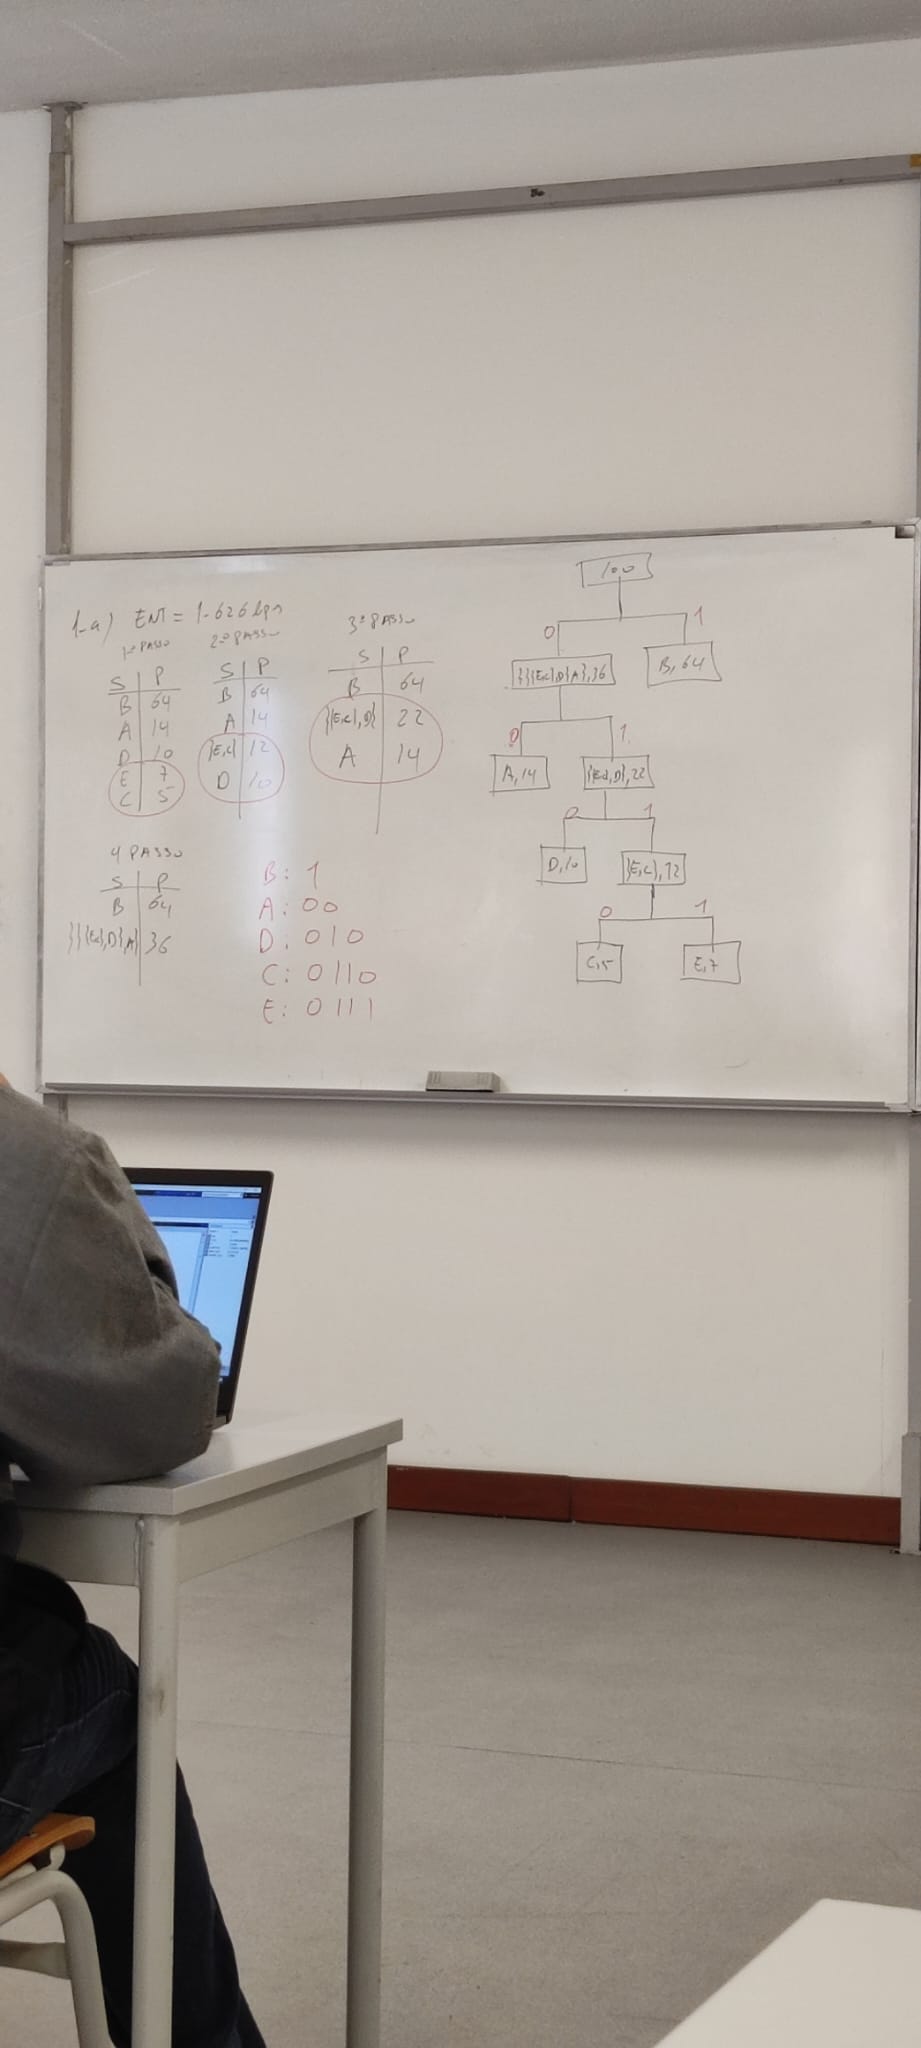 1-a) ENT = 1.626 bps
1º PASSO
S P
B 64
A 14
D 10
E 7
C 5
2º PASSO
S P
B 64
A 14
{E,C} 12
D 10
3º PASSO
S P
B 64
{{E,C},D} 22
A 14
4 PASSO
S P
B 64
{{{E,C},D},A} 36
B: 1
A: 00
D: 010
C: 0110
E: 0111
100
0 1
{{{E,C},D}A},36 B, 64
0 1
A, 14 {{E,C},D}, 22
0 1
D, 10 {E,C}, 12
0 1
C, 5 E, 7